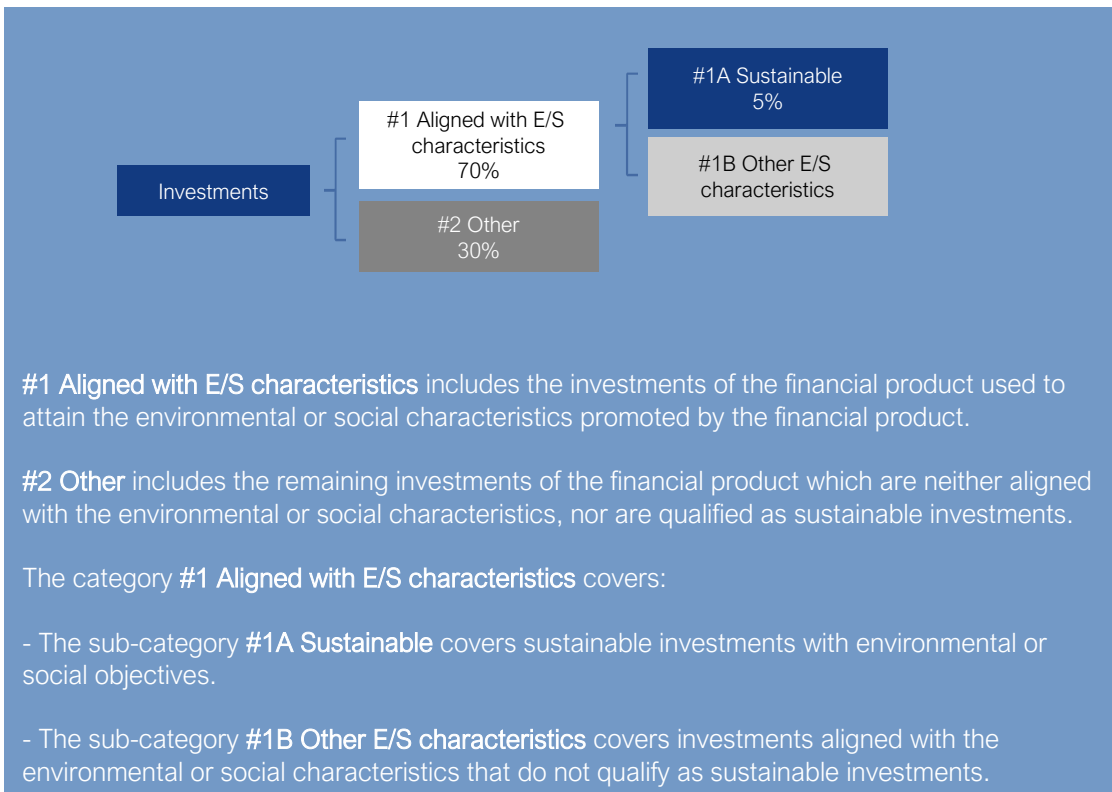 #1A Sustainable
5%
#1 Aligned with E/S
characteristics
70%
#1B Other E/S
characteristics
Investments
#2 Other
30%
#1 Aligned with E/S characteristics includes the investments of the financial product used to
attain the environmental or social characteristics promoted by the financial product.
#2 Other includes the remaining investments of the financial product which are neither aligned
with the environmental or social characteristics, nor are qualified as sustainable investments.
The category #1 Aligned with E/S characteristics covers:
- The sub-category #1A Sustainable covers sustainable investments with environmental or
social objectives.
- The sub-category #1B Other E/S characteristics covers investments aligned with the
environmental or social characteristics that do not qualify as sustainable investments.